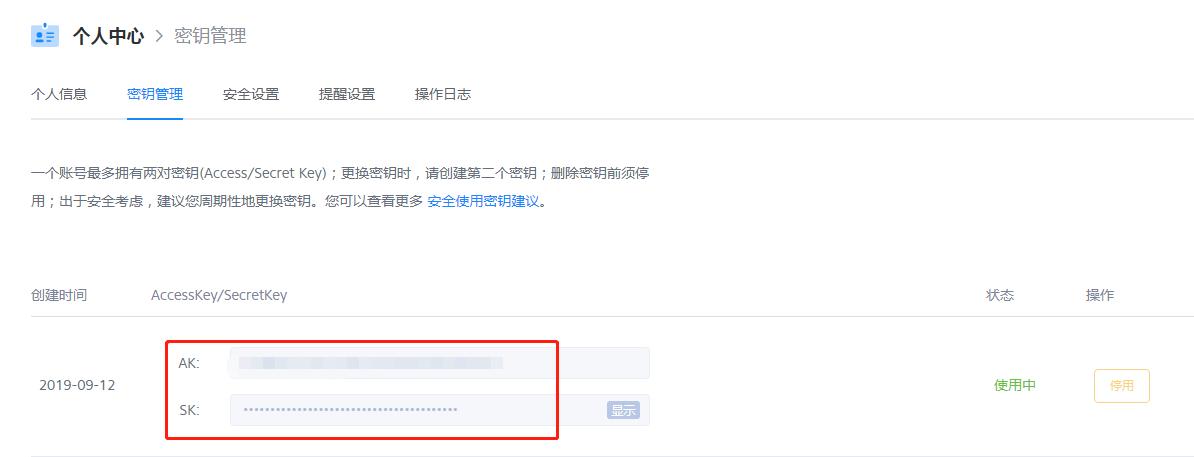 个人中心 > 密钥管理
个人信息 密钥管理 安全设置 提醒设置 操作日志
一个账号最多拥有两对密钥(Access/Secret Key)；更换密钥时，请创建第二个密钥；删除密钥前须停
用；出于安全考虑，建议您周期性地更换密钥。您可以查看更多 安全使用密钥建议。
创建时间 AccessKey/SecretKey 状态 操作
AK:
2019-09-12 使用中 停用
SK: •••••••••••••••••••••••••••••••••••••••• 显示